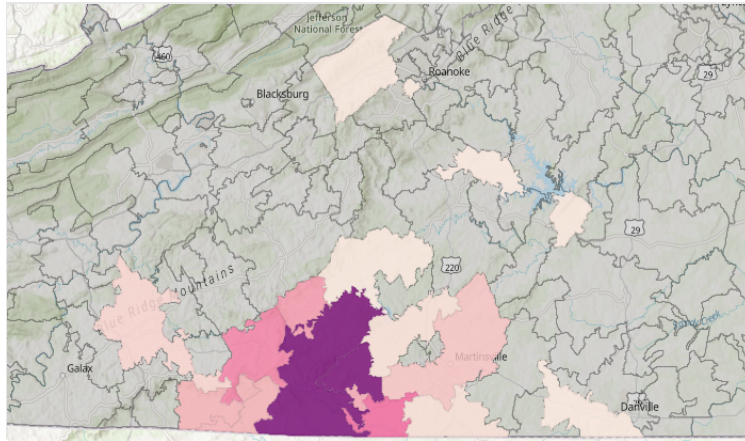 Jefferson
National Forest
Blue Ridge
460
Roanoke
29
Blacksburg
29
220
Blue Ridge Mountains
Martinsville
Galax
Danville